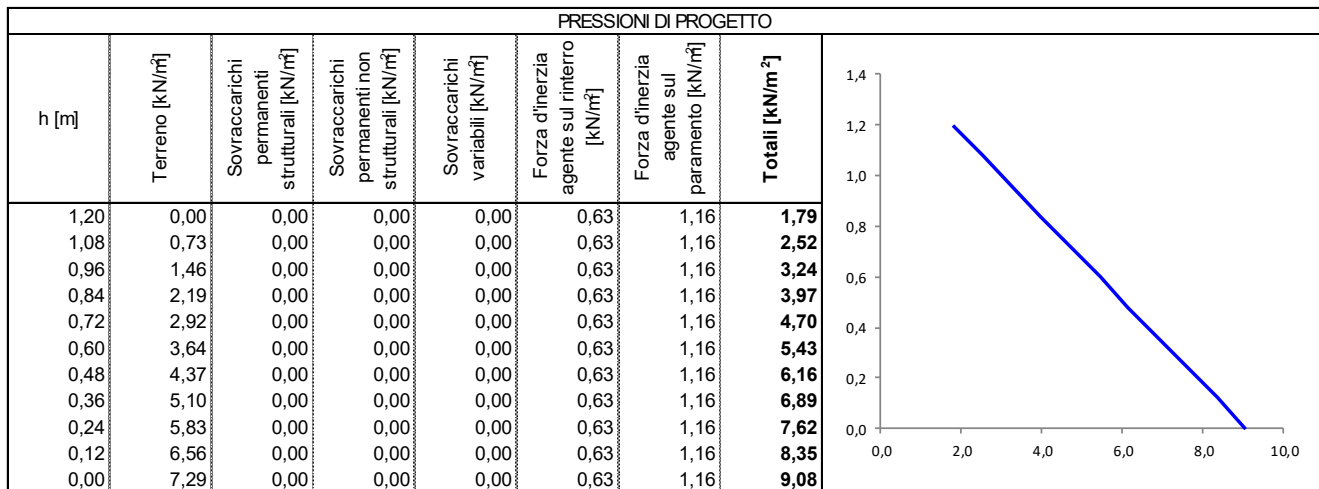 PRESSIONI DI PROGETTO
h [m]
Terreno [kN/m²]
Sovraccarichi
permanenti
strutturali [kN/m²]
Sovraccarichi
permanenti non
strutturali [kN/m²]
Sovraccarichi
variabili [kN/m²]
Forza d'inerzia
agente sul rinterro
[kN/m²]
Forza d'inerzia
agente sul
paramento [kN/m²]
Totali [kN/m²]
1,20 0,00 0,00 0,00 0,00 0,63 1,16 1,79
1,08 0,73 0,00 0,00 0,00 0,63 1,16 2,52
0,96 1,46 0,00 0,00 0,00 0,63 1,16 3,24
0,84 2,19 0,00 0,00 0,00 0,63 1,16 3,97
0,72 2,92 0,00 0,00 0,00 0,63 1,16 4,70
0,60 3,64 0,00 0,00 0,00 0,63 1,16 5,43
0,48 4,37 0,00 0,00 0,00 0,63 1,16 6,16
0,36 5,10 0,00 0,00 0,00 0,63 1,16 6,89
0,24 5,83 0,00 0,00 0,00 0,63 1,16 7,62
0,12 6,56 0,00 0,00 0,00 0,63 1,16 8,35
0,00 7,29 0,00 0,00 0,00 0,63 1,16 9,08
1,4
1,2
1,0
0,8
0,6
0,4
0,2
0,0
0,0 2,0 4,0 6,0 8,0 10,0